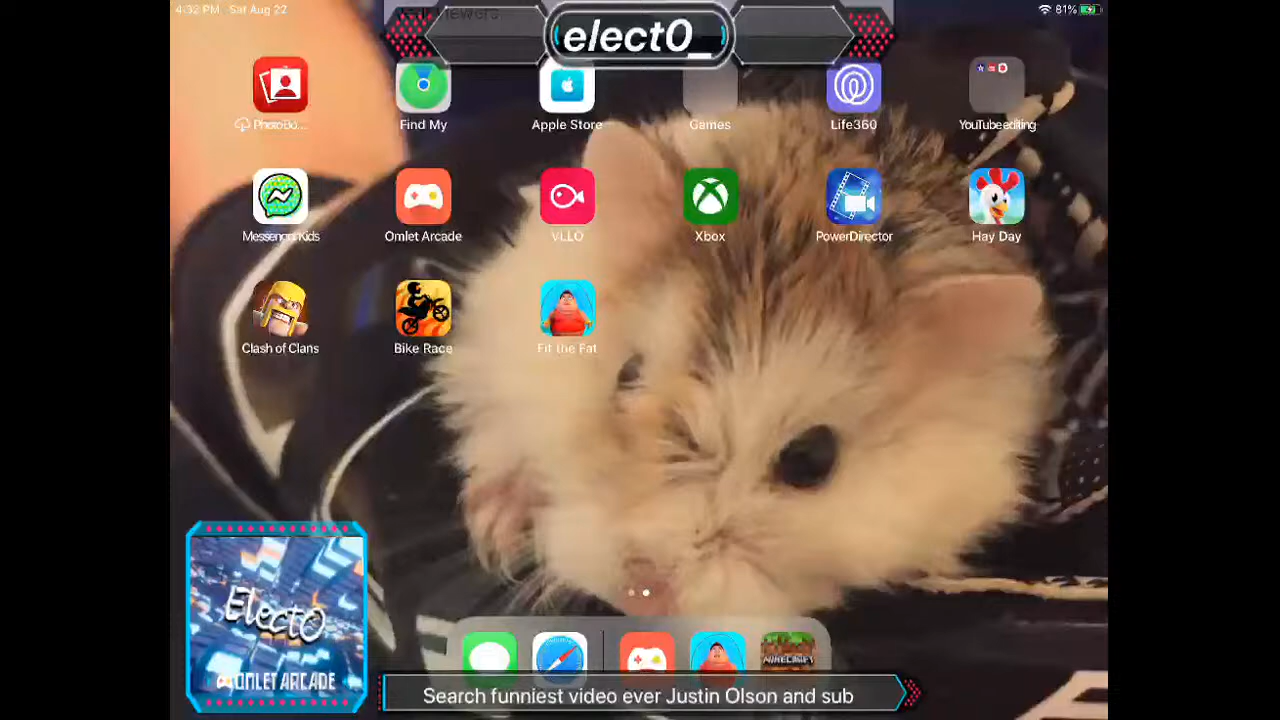 4:32 PM Sat Aug 22
81%
elect0_
PhotoBo...
Find My
Apple Store
Games
Life360
YouTube editing
Messenger Kids
Omlet Arcade
VLLO
Xbox
PowerDirector
Hay Day
Clash of Clans
Bike Race
Fit the Fat
Elect0
OMLET ARCADE
MINECRAFT
Search funniest video ever Justin Olson and sub